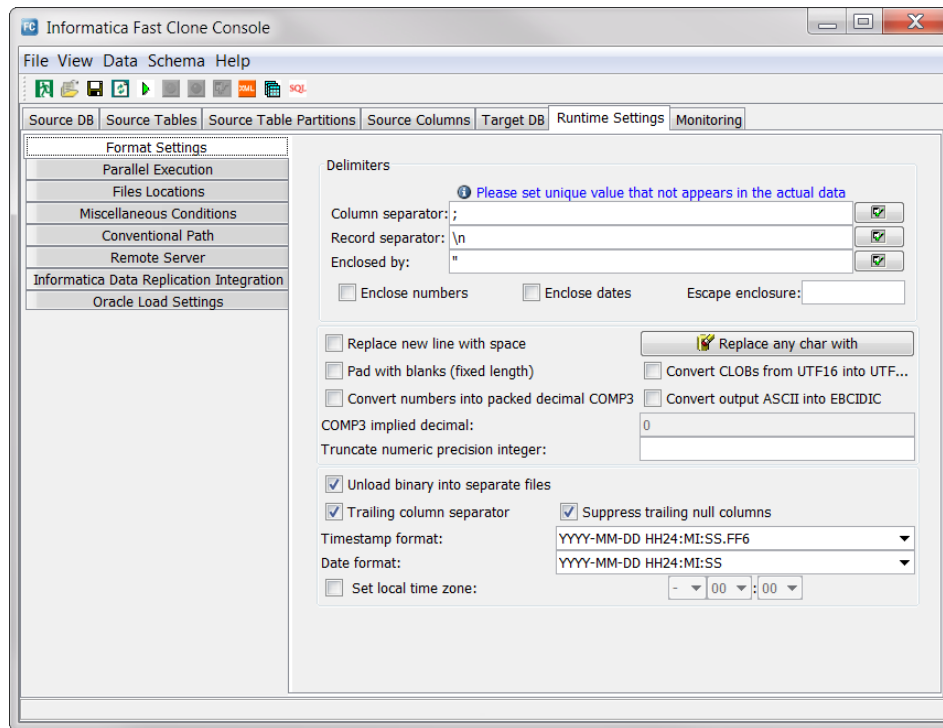 FC Informatica Fast Clone Console
File View Data Schema Help
XML SQL
Source DB Source Tables Source Table Partitions Source Columns Target DB Runtime Settings Monitoring
Format Settings
Parallel Execution
Files Locations
Miscellaneous Conditions
Conventional Path
Remote Server
Informatica Data Replication Integration
Oracle Load Settings
Delimiters
Please set unique value that not appears in the actual data
Column separator: ;
Record separator: \n
Enclosed by: "
Enclose numbers Enclose dates Escape enclosure:
Replace new line with space Replace any char with
Pad with blanks (fixed length) Convert CLOBs from UTF16 into UTF...
Convert numbers into packed decimal COMP3 Convert output ASCII into EBCIDIC
COMP3 implied decimal: 0
Truncate numeric precision integer:
Unload binary into separate files
Trailing column separator Suppress trailing null columns
Timestamp format: YYYY-MM-DD HH24:MI:SS.FF6
Date format: YYYY-MM-DD HH24:MI:SS
Set local time zone: - 00 : 00